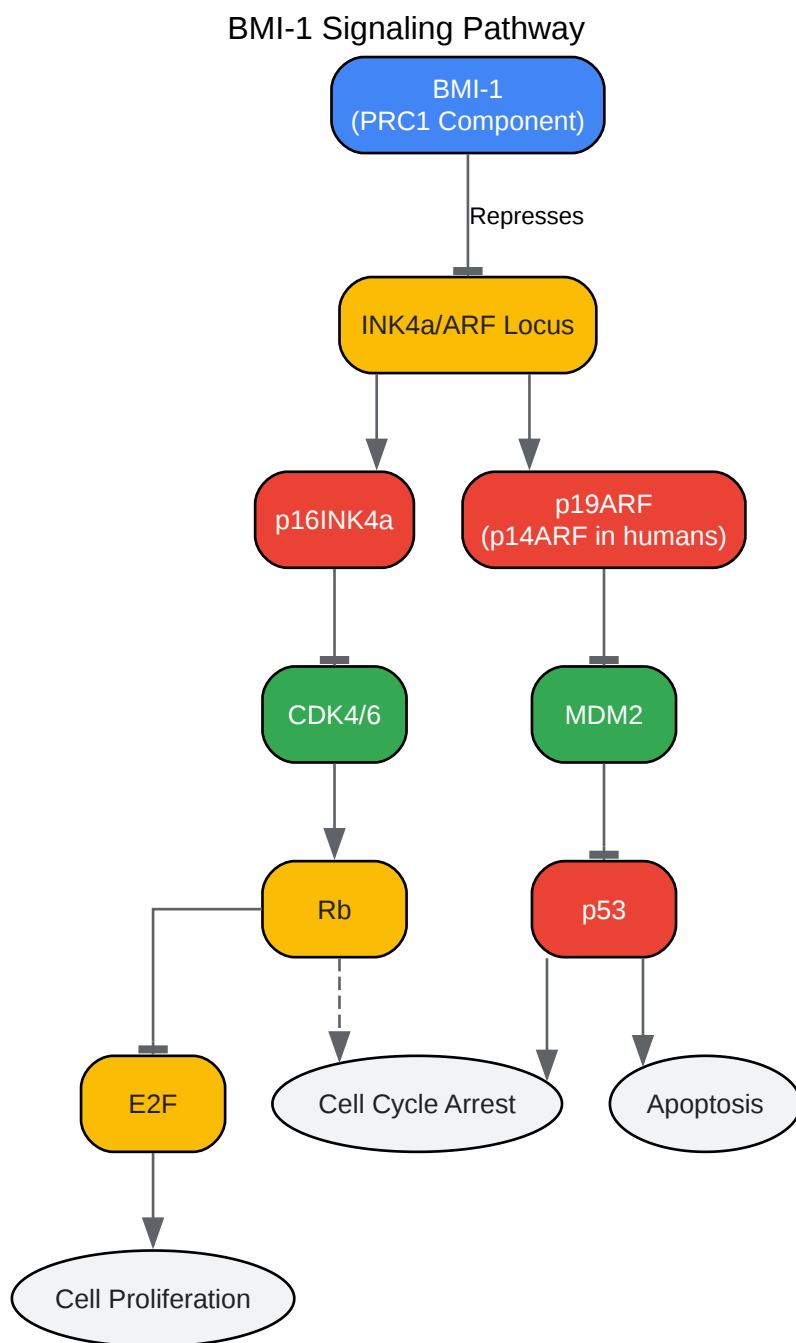 BMI-1 Signaling Pathway
BMI-1
(PRC1 Component)
Represses
INK4a/ARF Locus
p16INK4a
p19ARF
(p14ARF in humans)
CDK4/6
MDM2
Rb
p53
E2F
Cell Cycle Arrest
Apoptosis
Cell Proliferation